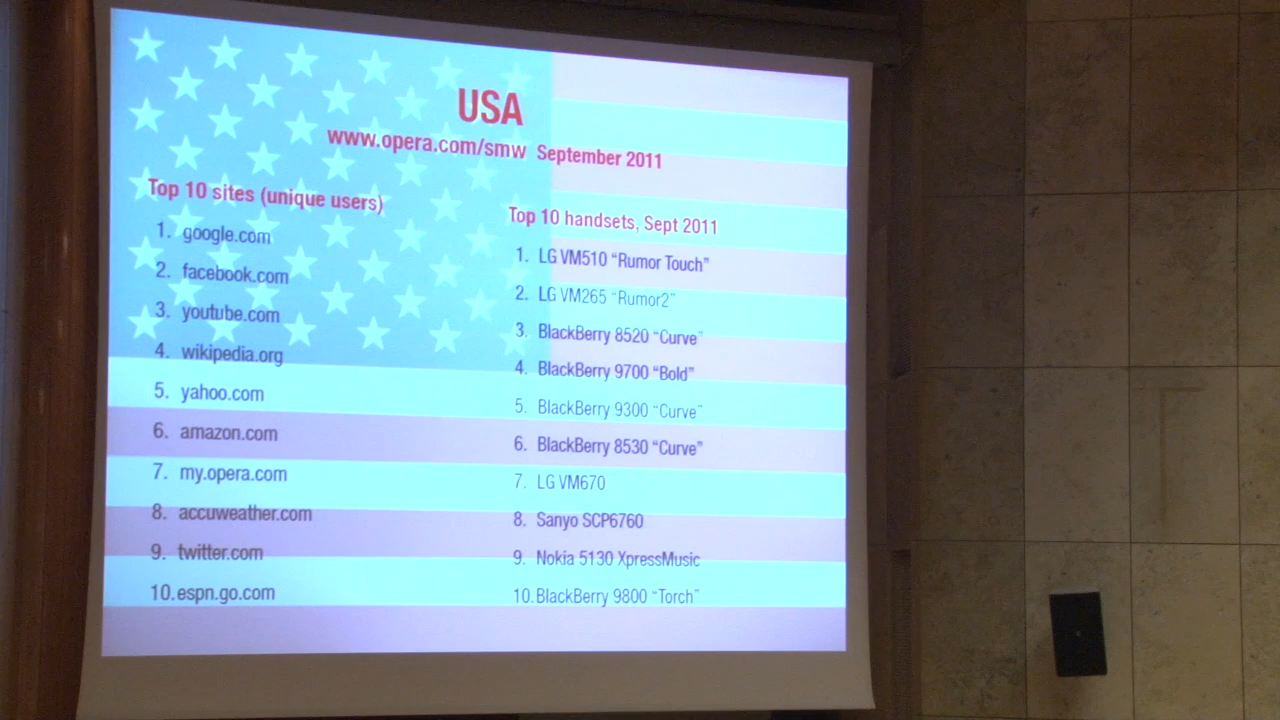 USA
www.opera.com/smw September 2011
Top 10 sites (unique users)
1. google.com
2. facebook.com
3. youtube.com
4. wikipedia.org
5. yahoo.com
6. amazon.com
7. my.opera.com
8. accuweather.com
9. twitter.com
10. espn.go.com
Top 10 handsets, Sept 2011
1. LG VM510 “Rumor Touch”
2. LG VM265 “Rumor2”
3. BlackBerry 8520 “Curve”
4. BlackBerry 9700 “Bold”
5. BlackBerry 9300 “Curve”
6. BlackBerry 8530 “Curve”
7. LG VM670
8. Sanyo SCP6760
9. Nokia 5130 XpressMusic
10. BlackBerry 9800 “Torch”